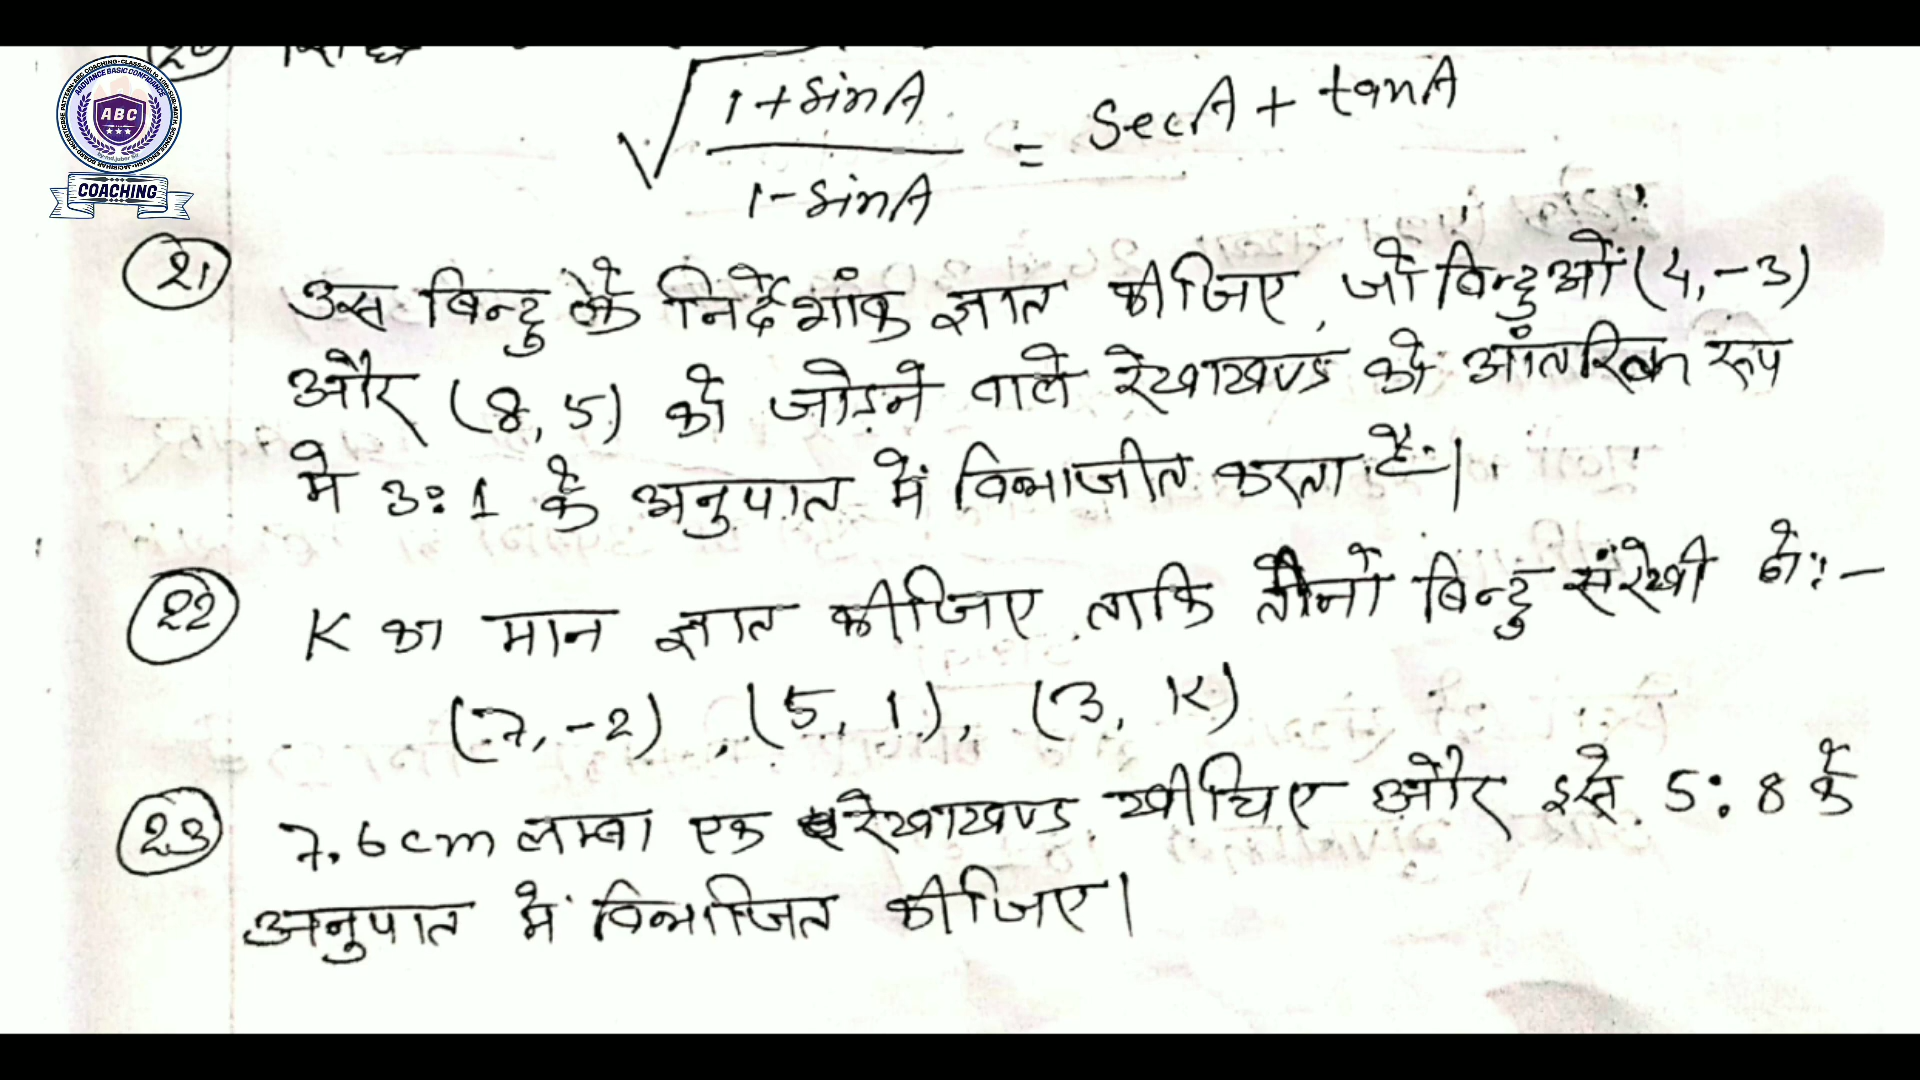 ABC
COACHING
√(1+sinA / 1-sinA) = SecA + tanA
21 उस बिन्दु के निर्देशांक ज्ञात कीजिए, जो बिन्दुओं (4,-3)
और (8, 5) को जोड़ने वाले रेखाखण्ड को आंतरिक रूप
मे 3:1 के अनुपात में विभाजीत करता है।
22 K का मान ज्ञात कीजिए, ताकि तीनों बिन्दु संरेखी हो:-
(7,-2), (5, 1), (3, K)
23 7.6cm लम्बा एक रेखाखण्ड खीचिए और इसे 5:8 के
अनुपात में विभाजित कीजिए।